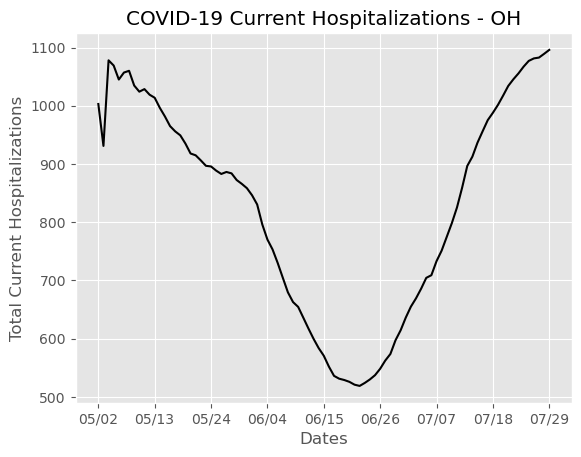 COVID-19 Current Hospitalizations - OH
Total Current Hospitalizations
1100
1000
900
800
700
600
500
05/02 05/13 05/24 06/04 06/15 06/26 07/07 07/18 07/29
Dates